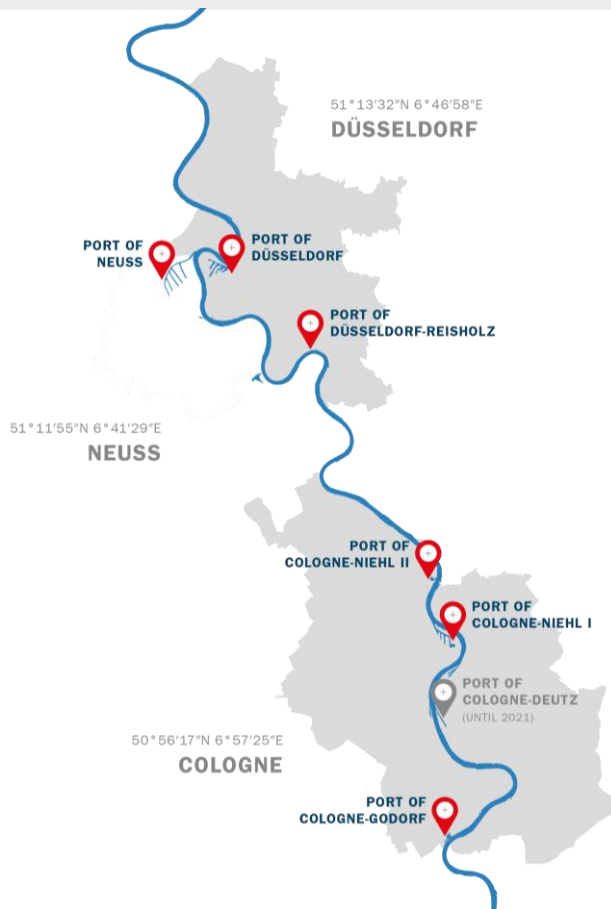 51°13'32"N 6°46'58"E
DÜSSELDORF
PORT OF
NEUSS
PORT OF
DÜSSELDORF
PORT OF
DÜSSELDORF-REISHOLZ
51°11'55"N 6°41'29"E
NEUSS
PORT OF
COLOGNE-NIEHL II
PORT OF
COLOGNE-NIEHL I
PORT OF
COLOGNE-DEUTZ
(UNTIL 2021)
50°56'17"N 6°57'25"E
COLOGNE
PORT OF
COLOGNE-GODORF